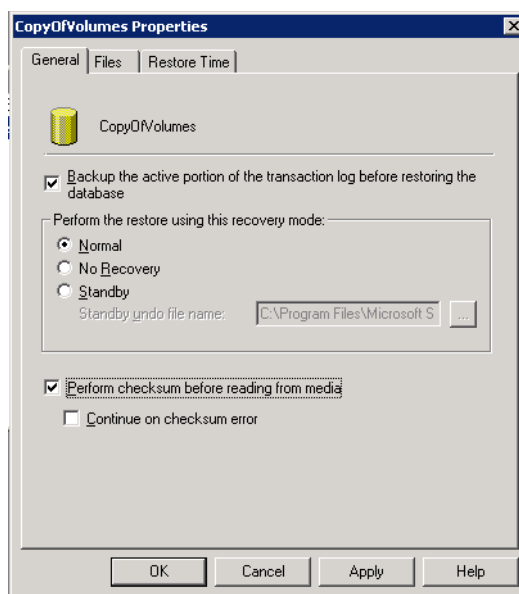 CopyOfVolumes Properties
General Files Restore Time
CopyOfVolumes
Backup the active portion of the transaction log before restoring the
database
Perform the restore using this recovery mode:
Normal
No Recovery
Standby
Standby undo file name: C:\Program Files\Microsoft S ...
Perform checksum before reading from media
Continue on checksum error
OK Cancel Apply Help